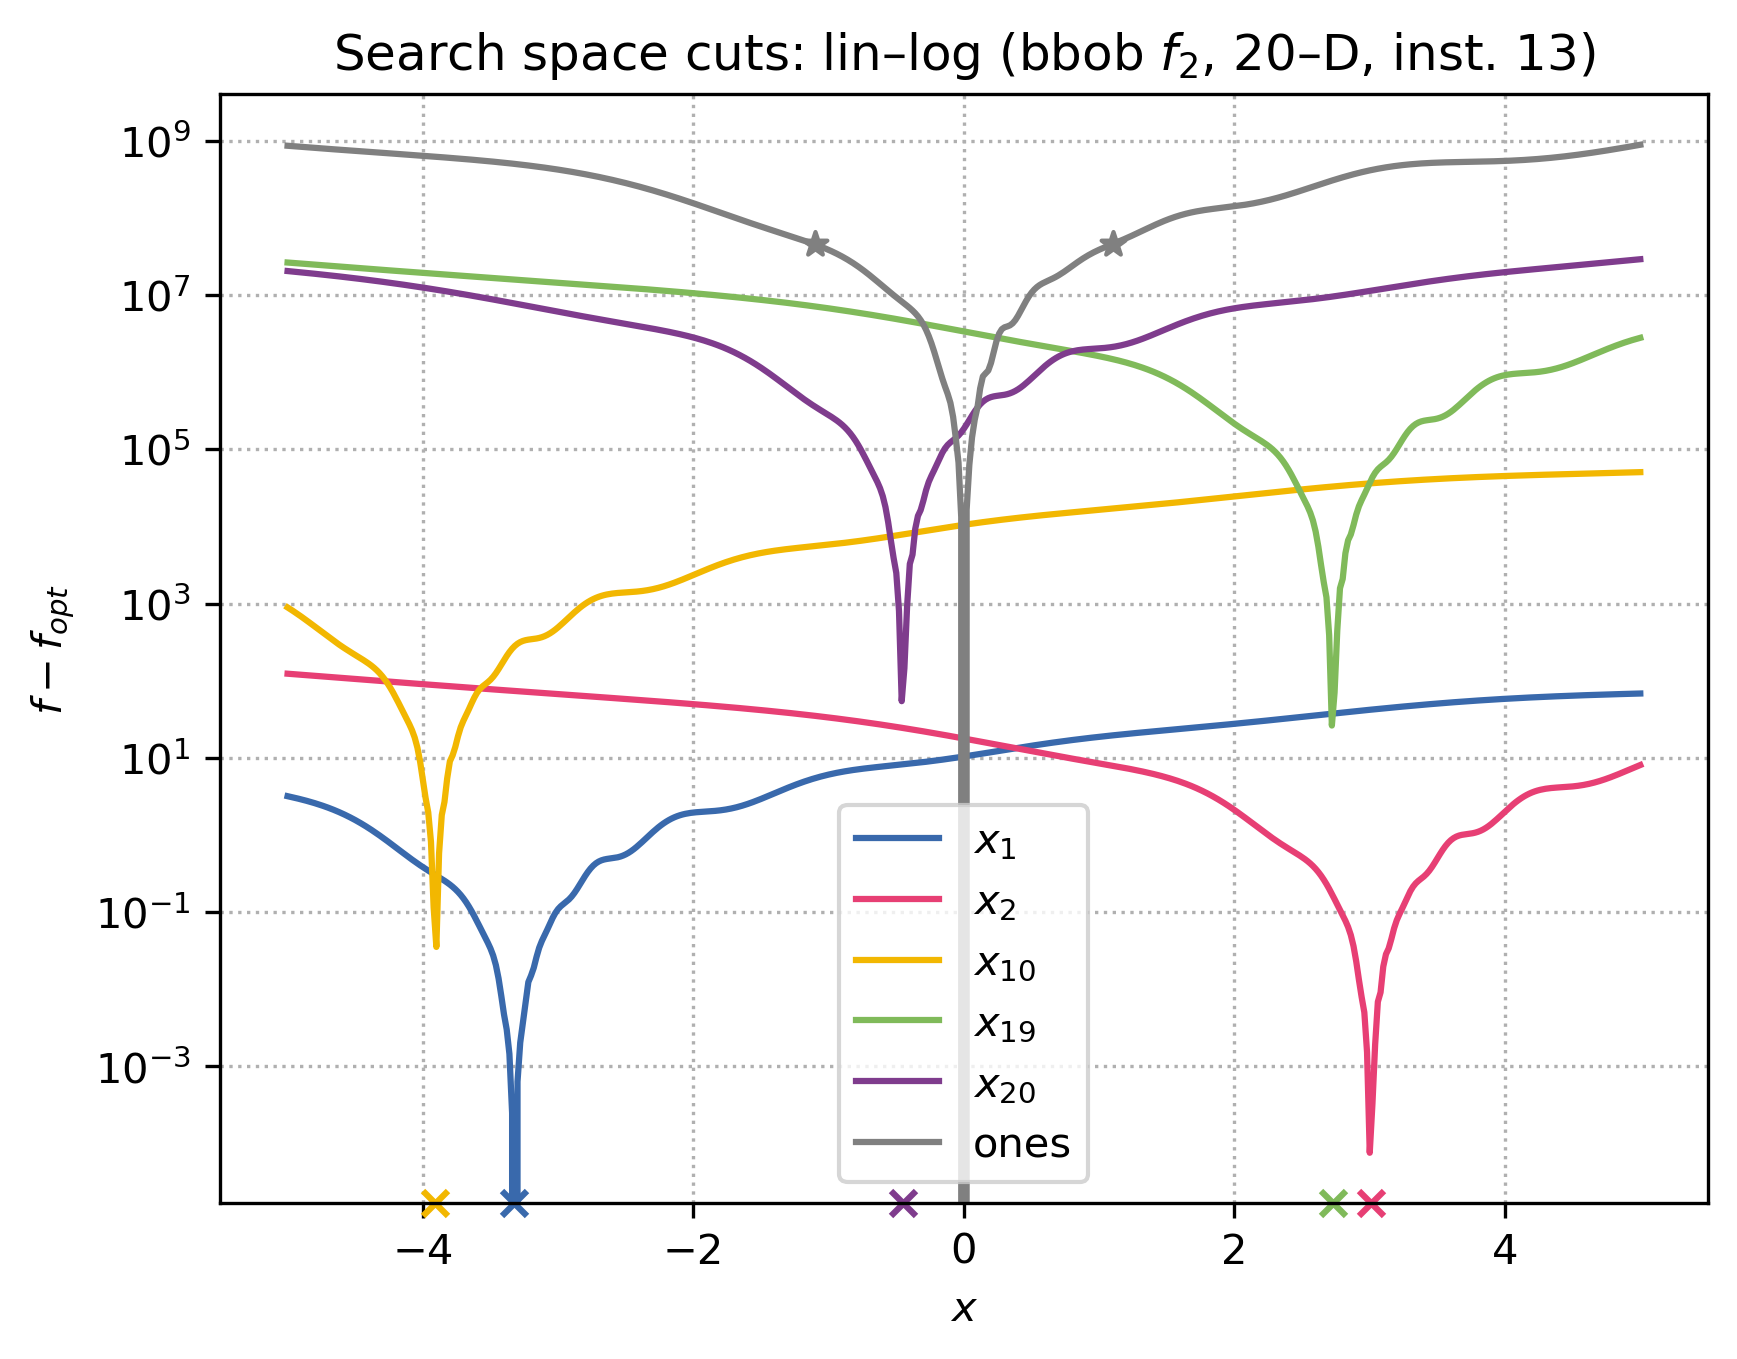 Search space cuts: lin–log (bbob f₂, 20–D, inst. 13)
f − f_opt
10⁹
10⁷
10⁵
10³
10¹
10⁻¹
10⁻³
x₁
x₂
x₁₀
x₁₉
x₂₀
ones
−4 −2 0 2 4
x